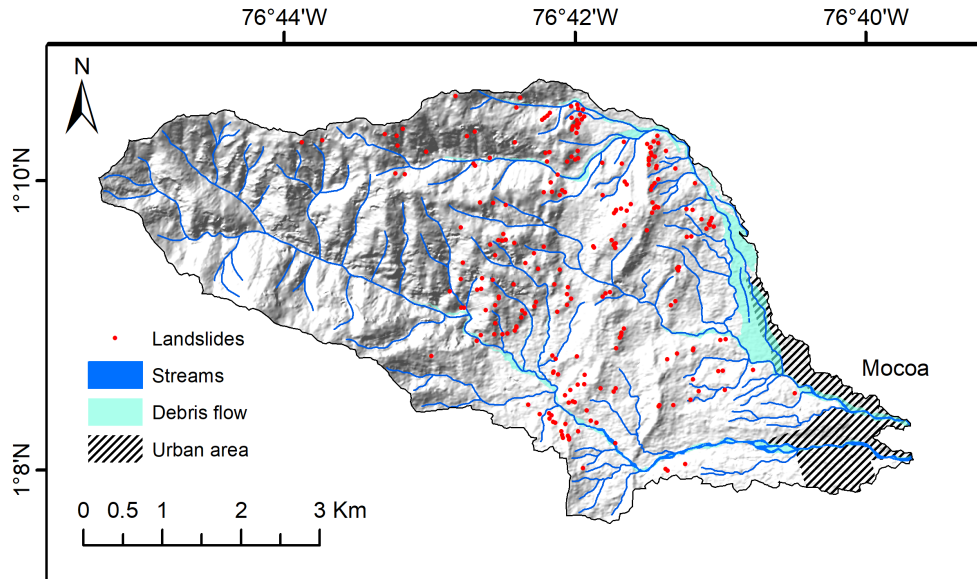 76°44'W 76°42'W 76°40'W
N
1°10'N
Landslides
Streams
Mocoa
Debris flow
Urban area
1°8'N
0 0.5 1 2 3 Km